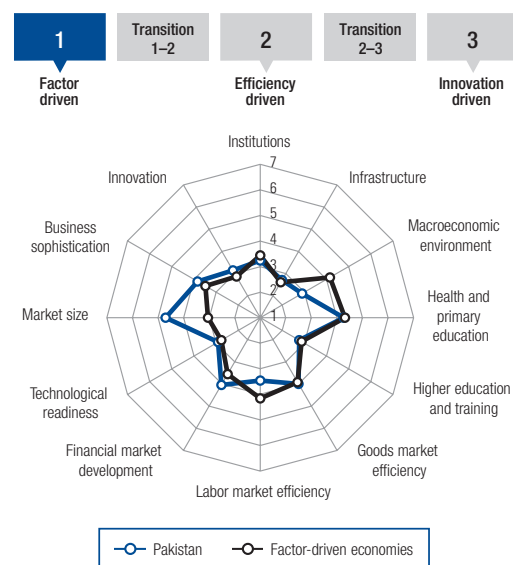 1
Transition
1–2
2
Transition
2–3
3
Factor
driven
Efficiency
driven
Innovation
driven
Institutions
7
Innovation
Infrastructure
6
Business
sophistication
5
Macroeconomic
environment
4
3
2
Market size
1
Health and
primary
education
Technological
readiness
Higher education
and training
Financial market
development
Goods market
efficiency
Labor market efficiency
Pakistan
Factor-driven economies